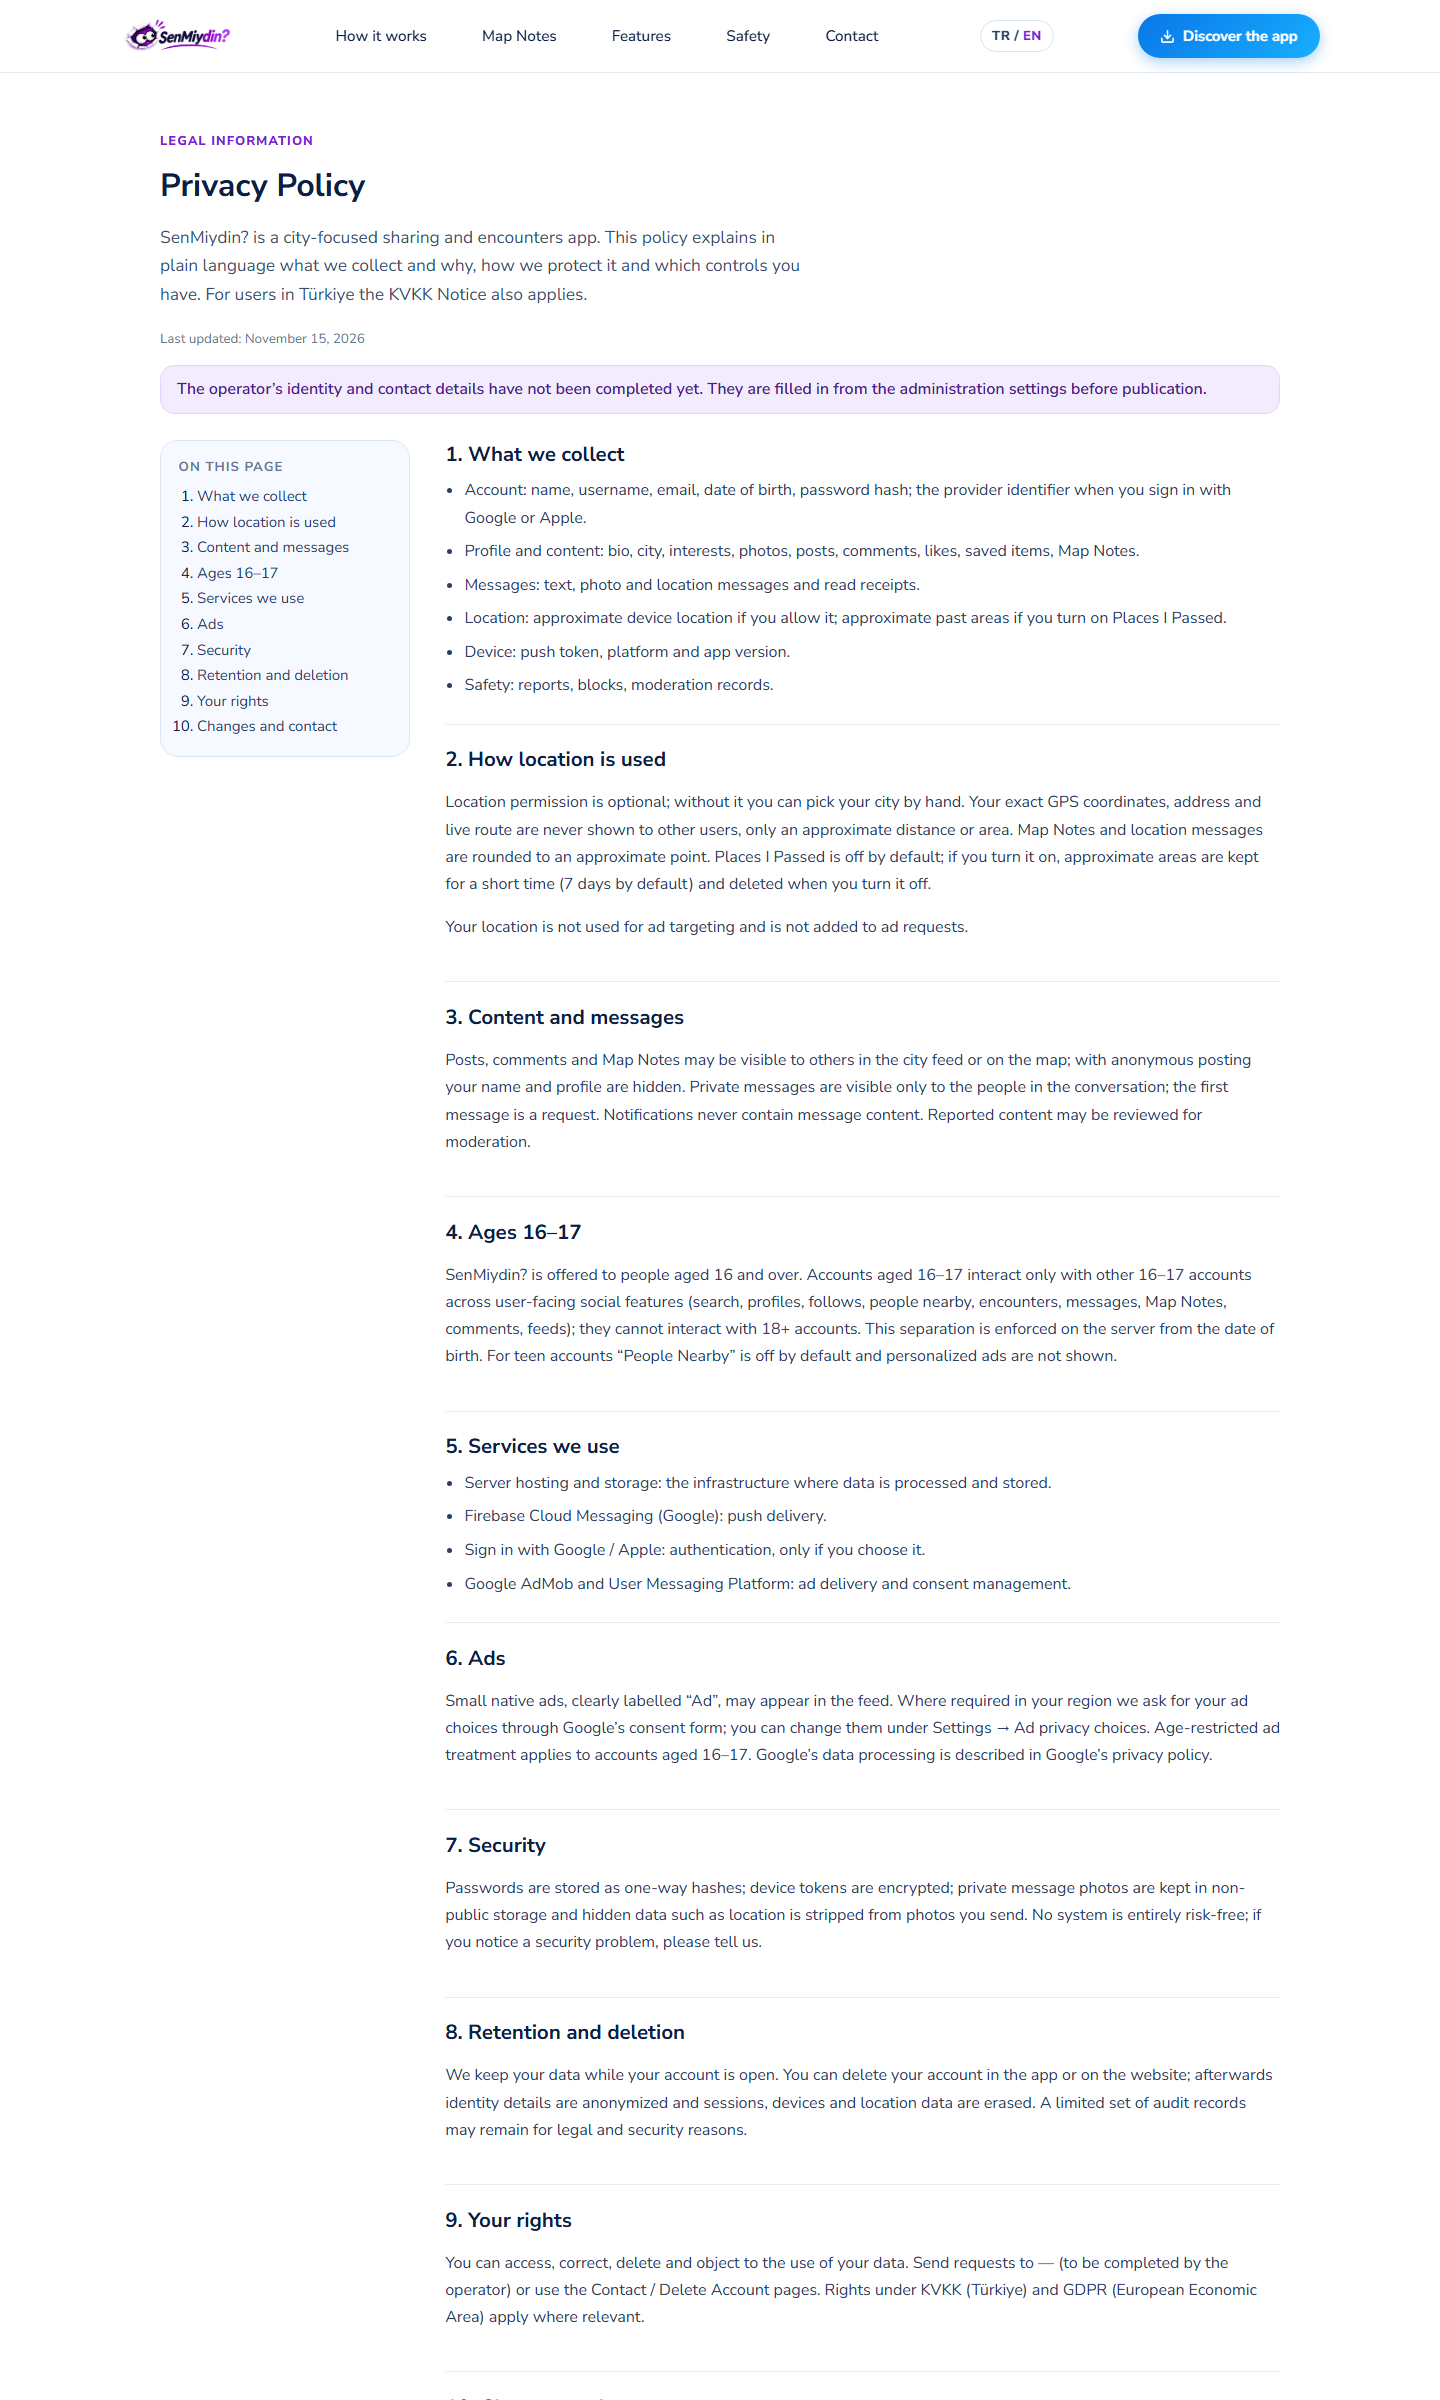 SenMiydin?
How it works
Map Notes
Features
Safety
Contact
TR / EN
Discover the app
LEGAL INFORMATION
Privacy Policy
SenMiydin? is a city-focused sharing and encounters app. This policy explains in
plain language what we collect and why, how we protect it and which controls you
have. For users in Türkiye the KVKK Notice also applies.
Last updated: November 15, 2026
The operator’s identity and contact details have not been completed yet. They are filled in from the administration settings before publication.
ON THIS PAGE
1. What we collect
2. How location is used
3. Content and messages
4. Ages 16–17
5. Services we use
6. Ads
7. Security
8. Retention and deletion
9. Your rights
10. Changes and contact
1. What we collect
• Account: name, username, email, date of birth, password hash; the provider identifier when you sign in with
Google or Apple.
• Profile and content: bio, city, interests, photos, posts, comments, likes, saved items, Map Notes.
• Messages: text, photo and location messages and read receipts.
• Location: approximate device location if you allow it; approximate past areas if you turn on Places I Passed.
• Device: push token, platform and app version.
• Safety: reports, blocks, moderation records.
2. How location is used
Location permission is optional; without it you can pick your city by hand. Your exact GPS coordinates, address and
live route are never shown to other users, only an approximate distance or area. Map Notes and location messages
are rounded to an approximate point. Places I Passed is off by default; if you turn it on, approximate areas are kept
for a short time (7 days by default) and deleted when you turn it off.
Your location is not used for ad targeting and is not added to ad requests.
3. Content and messages
Posts, comments and Map Notes may be visible to others in the city feed or on the map; with anonymous posting
your name and profile are hidden. Private messages are visible only to the people in the conversation; the first
message is a request. Notifications never contain message content. Reported content may be reviewed for
moderation.
4. Ages 16–17
SenMiydin? is offered to people aged 16 and over. Accounts aged 16–17 interact only with other 16–17 accounts
across user-facing social features (search, profiles, follows, people nearby, encounters, messages, Map Notes,
comments, feeds); they cannot interact with 18+ accounts. This separation is enforced on the server from the date of
birth. For teen accounts “People Nearby” is off by default and personalized ads are not shown.
5. Services we use
• Server hosting and storage: the infrastructure where data is processed and stored.
• Firebase Cloud Messaging (Google): push delivery.
• Sign in with Google / Apple: authentication, only if you choose it.
• Google AdMob and User Messaging Platform: ad delivery and consent management.
6. Ads
Small native ads, clearly labelled “Ad”, may appear in the feed. Where required in your region we ask for your ad
choices through Google’s consent form; you can change them under Settings → Ad privacy choices. Age-restricted ad
treatment applies to accounts aged 16–17. Google’s data processing is described in Google’s privacy policy.
7. Security
Passwords are stored as one-way hashes; device tokens are encrypted; private message photos are kept in non-
public storage and hidden data such as location is stripped from photos you send. No system is entirely risk-free; if
you notice a security problem, please tell us.
8. Retention and deletion
We keep your data while your account is open. You can delete your account in the app or on the website; afterwards
identity details are anonymized and sessions, devices and location data are erased. A limited set of audit records
may remain for legal and security reasons.
9. Your rights
You can access, correct, delete and object to the use of your data. Send requests to — (to be completed by the
operator) or use the Contact / Delete Account pages. Rights under KVKK (Türkiye) and GDPR (European Economic
Area) apply where relevant.